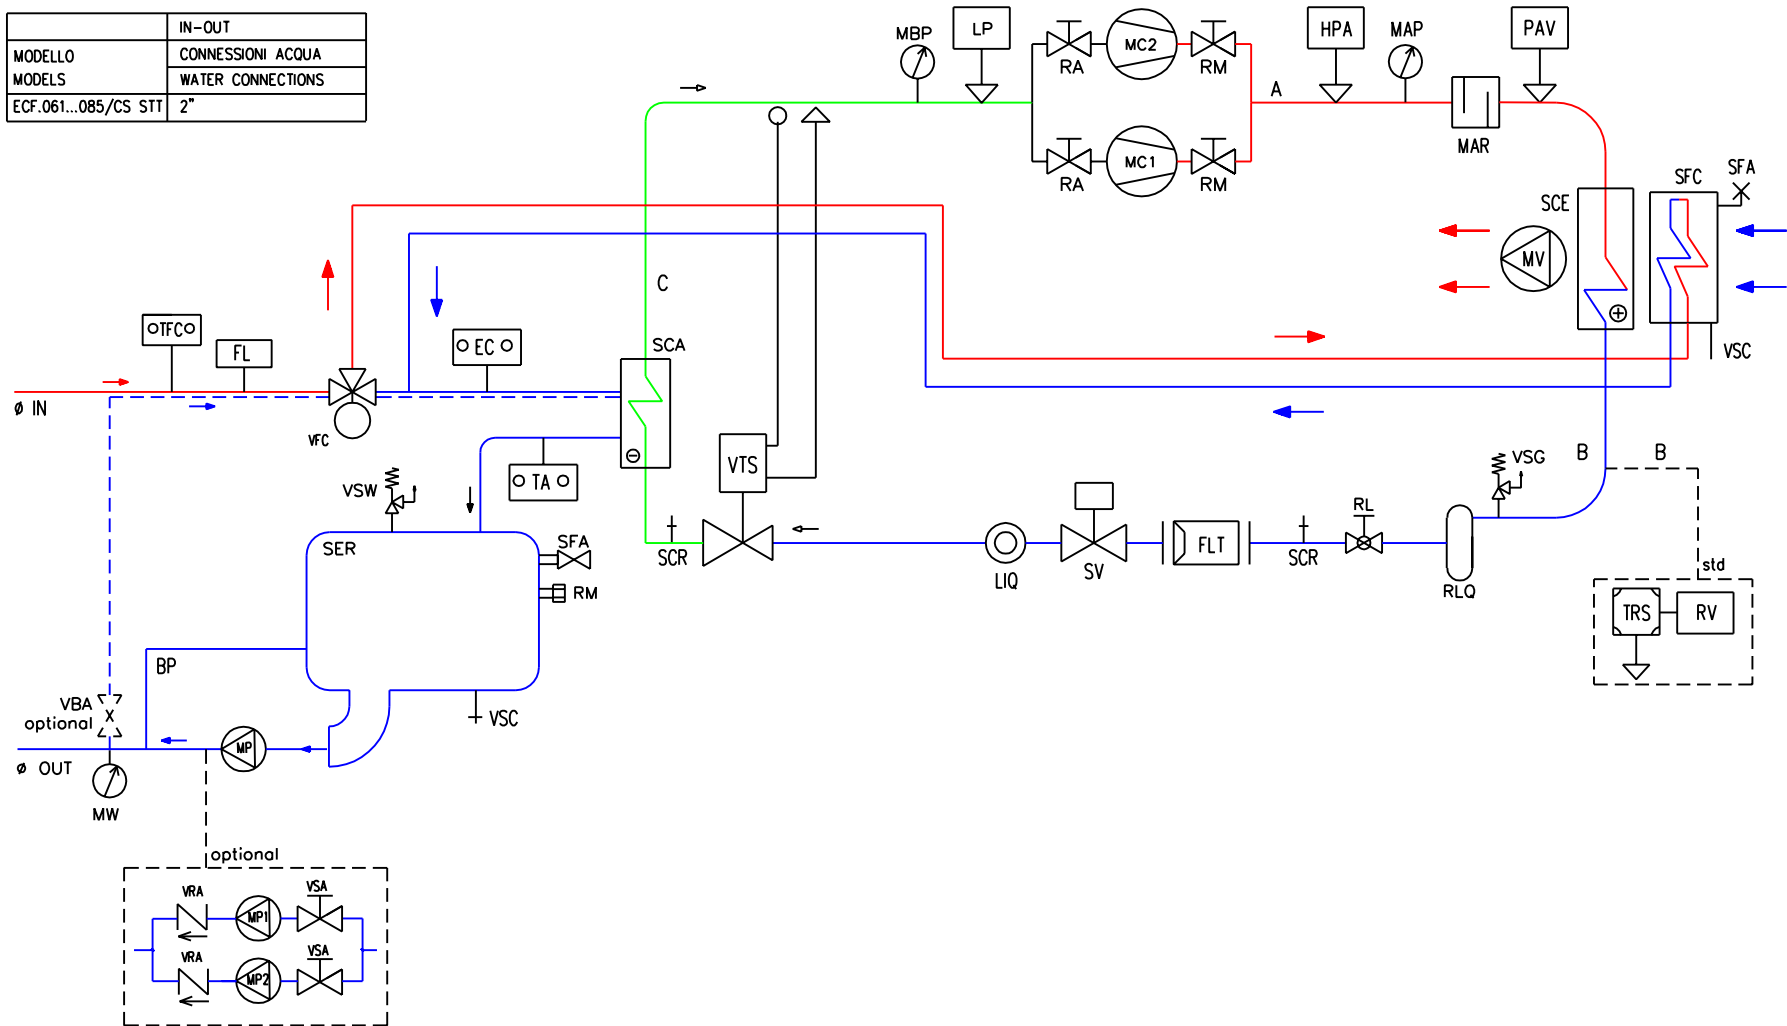 IN-OUT
MODELLO CONNESSIONI ACQUA
MODELS WATER CONNECTIONS
ECF.061...085/CS STT 2"
MBP
LP
MC2
RA
RM
HPA
MAP
PAV
A
MC1
RA
RM
MAR
SFC
SFA
SCE
MV
VSC
C
TFC
FL
EC
SCA
ø IN
VFC
TA
VTS
VSW
SER
SFA
RM
SCR
LIQ
SV
FLT
SCR
RL
RLQ
VSG
B
B
std
TRS
RV
BP
VBA
optional
VSC
MP
ø OUT
MW
optional
VRA
VSA
MP1
VRA
VSA
MP2